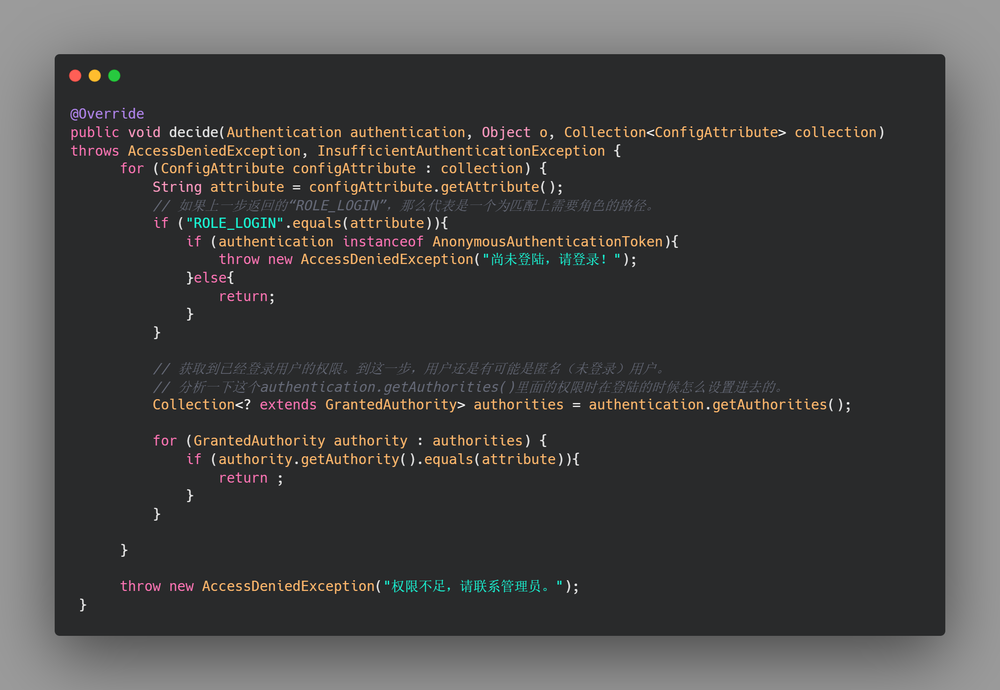 @Override
public void decide(Authentication authentication, Object o, Collection<ConfigAttribute> collection)
throws AccessDeniedException, InsufficientAuthenticationException {
      for (ConfigAttribute configAttribute : collection) {
          String attribute = configAttribute.getAttribute();
          // 如果上一步返回的“ROLE_LOGIN”，那么代表是一个为匹配上需要角色的路径。
          if ("ROLE_LOGIN".equals(attribute)){
              if (authentication instanceof AnonymousAuthenticationToken){
                  throw new AccessDeniedException("尚未登陆，请登录！");
              }else{
                  return;
              }
          }
          // 获取到已经登录用户的权限。到这一步，用户还是有可能是匿名（未登录）用户。
          // 分析一下这个authentication.getAuthorities()里面的权限时在登陆的时候怎么设置进去的。
          Collection<? extends GrantedAuthority> authorities = authentication.getAuthorities();
          for (GrantedAuthority authority : authorities) {
              if (authority.getAuthority().equals(attribute)){
                  return ;
              }
          }
      }
      throw new AccessDeniedException("权限不足，请联系管理员。");
 }